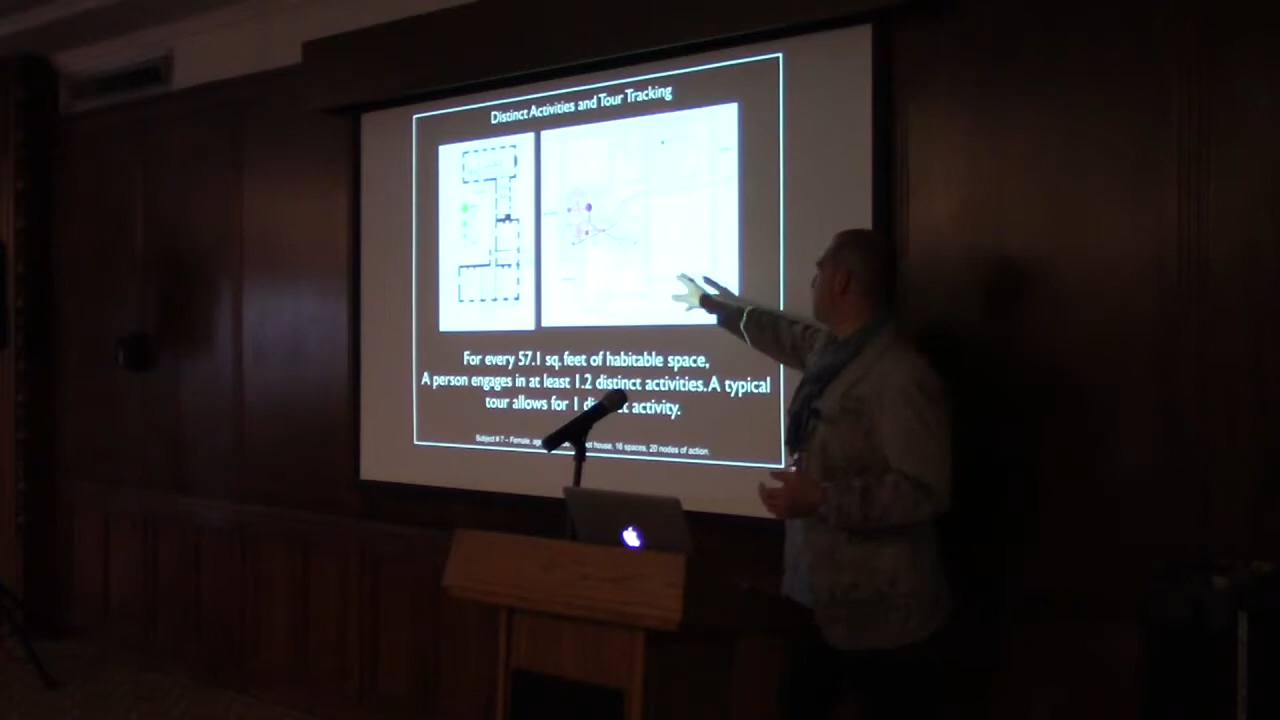 Distinct Activities and Tour Tracking
For every 57.1 sq. feet of habitable space,
A person engages in at least 1.2 distinct activities. A typical
tour allows for 1 activity.
Subject # 7 – Female, house, 16 spaces, 20 nodes of action.